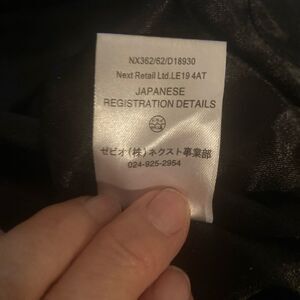 NX362/62/D18930
Next Retail Ltd.LE19 4AT
JAPANESE
REGISTRATION DETAILS
ゼビオ(株)ネクスト事業部
024-925-2954